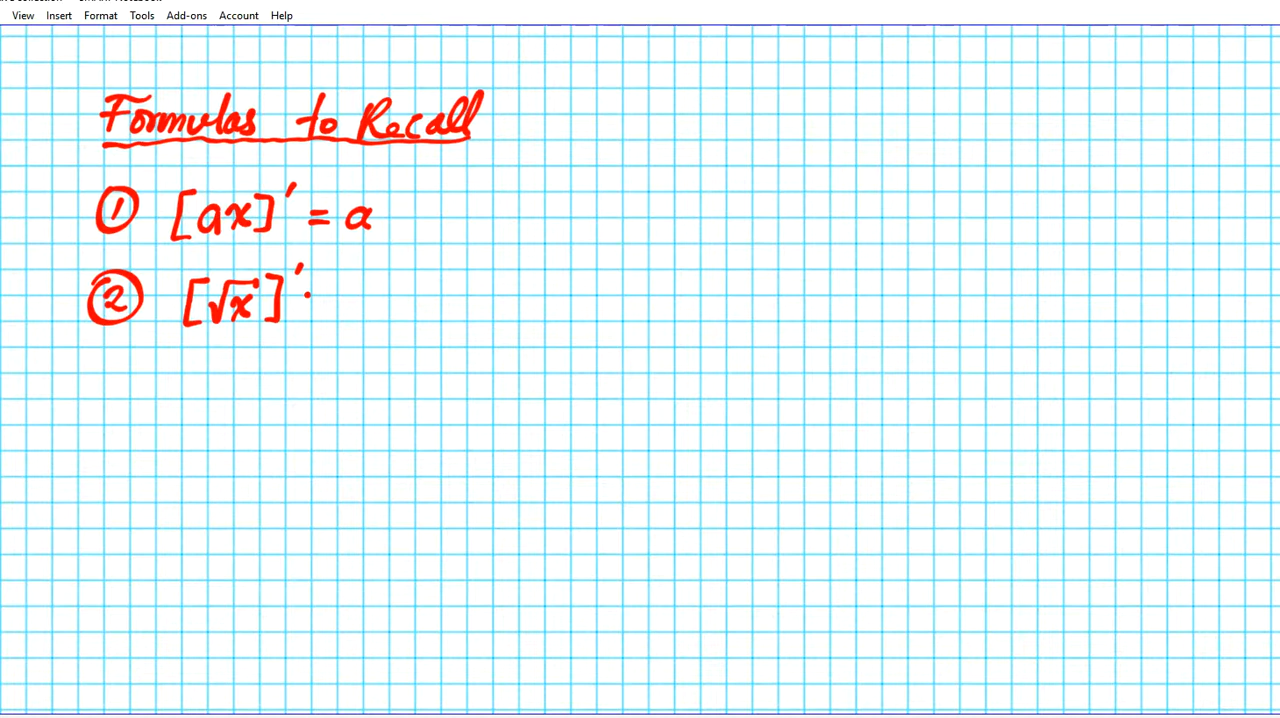 View Insert Format Tools Add-ons Account Help
Formulas to Recall
① [ax]' = a
② [√x]'